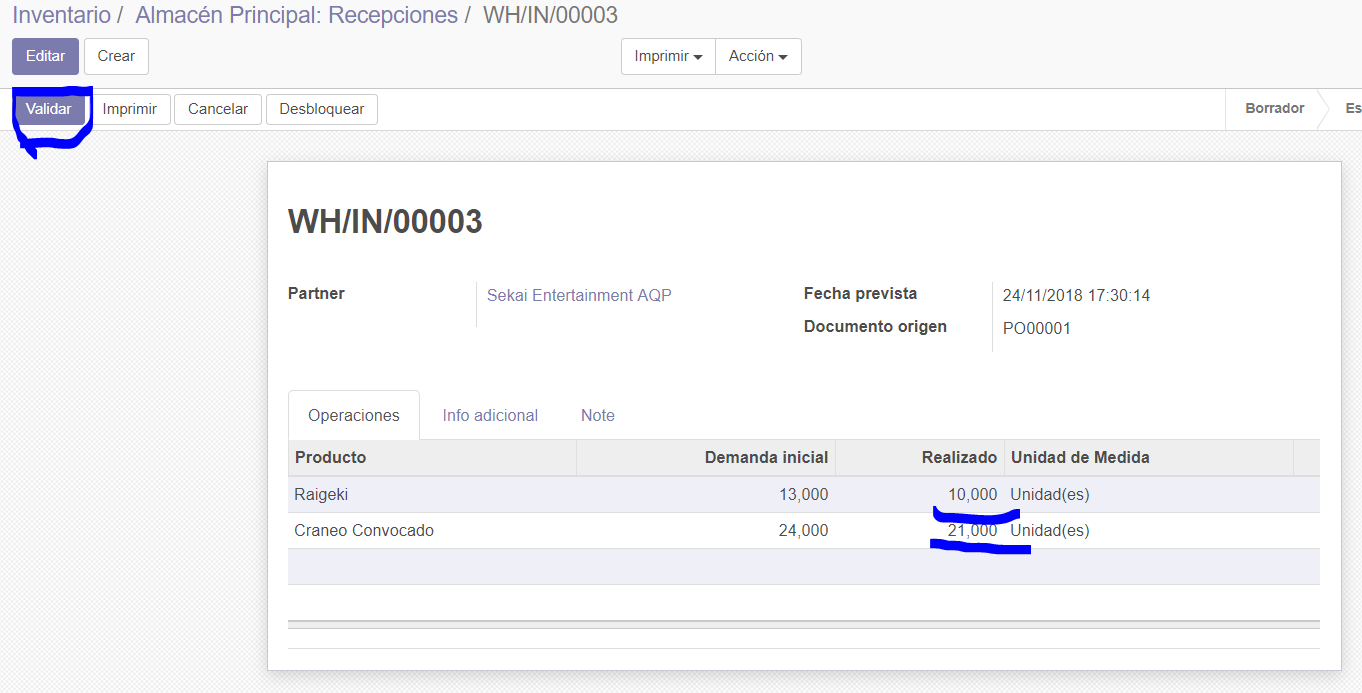 Inventario / Almacén Principal: Recepciones / WH/IN/00003
Editar Crear Imprimir Acción
Validar Imprimir Cancelar Desbloquear Borrador Es
WH/IN/00003
Partner Sekai Entertainment AQP Fecha prevista 24/11/2018 17:30:14
Documento origen PO00001
Operaciones Info adicional Note
Producto Demanda inicial Realizado Unidad de Medida
Raigeki 13,000 10,000 Unidad(es)
Craneo Convocado 24,000 21,000 Unidad(es)